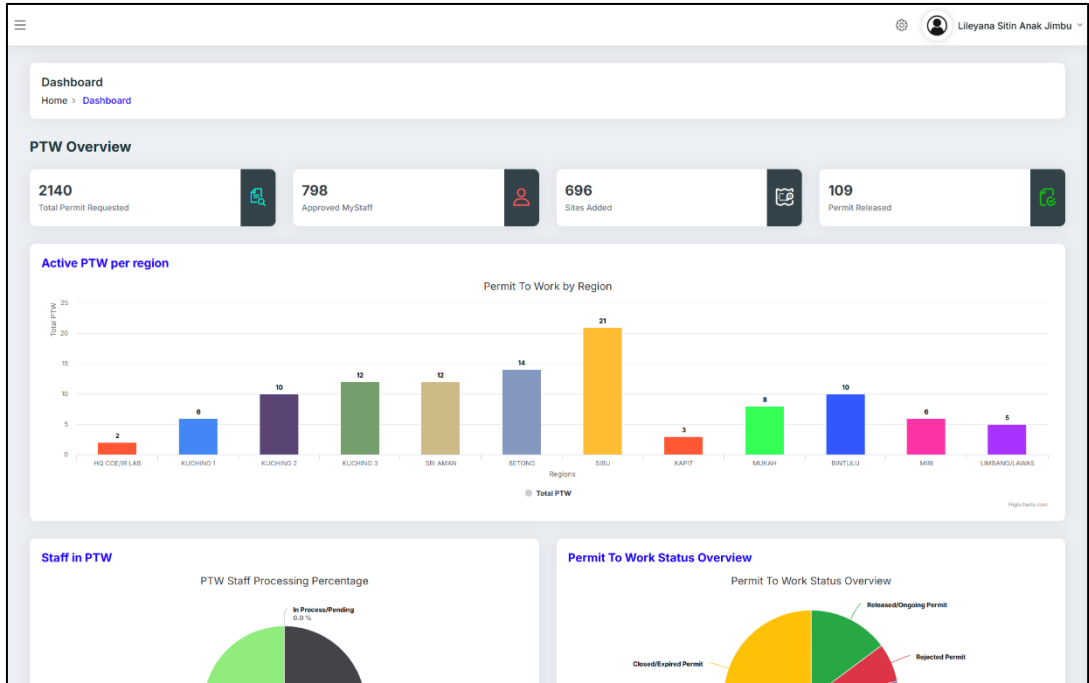 Lileyana Sitin Anak Jimbu
Dashboard
Home > Dashboard
PTW Overview
2140
Total Permit Requested
798
Approved MyStaff
696
Sites Added
109
Permit Released
Active PTW per region
Permit To Work by Region
Total PTW
25
20
15
10
5
0
2
6
10
12
12
14
21
3
8
10
6
5
HQ COE/IR LAB
KUCHING 1
KUCHING 2
KUCHING 3
SRI AMAN
BETONG
SIBU
KAPIT
MUKAH
BINTULU
MIRI
LIMBANG/LAWAS
Regions
Total PTW
Highcharts.com
Staff in PTW
PTW Staff Processing Percentage
In Process/Pending
0.0 %
Permit To Work Status Overview
Permit To Work Status Overview
Released/Ongoing Permit
Rejected Permit
Closed/Expired Permit